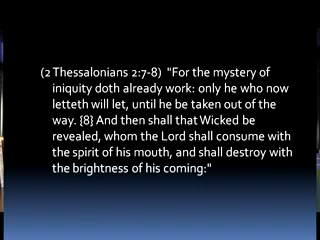 (2 Thessalonians 2:7-8)  "For the mystery of
iniquity doth already work: only he who now
letteth will let, until he be taken out of the
way. {8} And then shall that Wicked be
revealed, whom the Lord shall consume with
the spirit of his mouth, and shall destroy with
the brightness of his coming:"